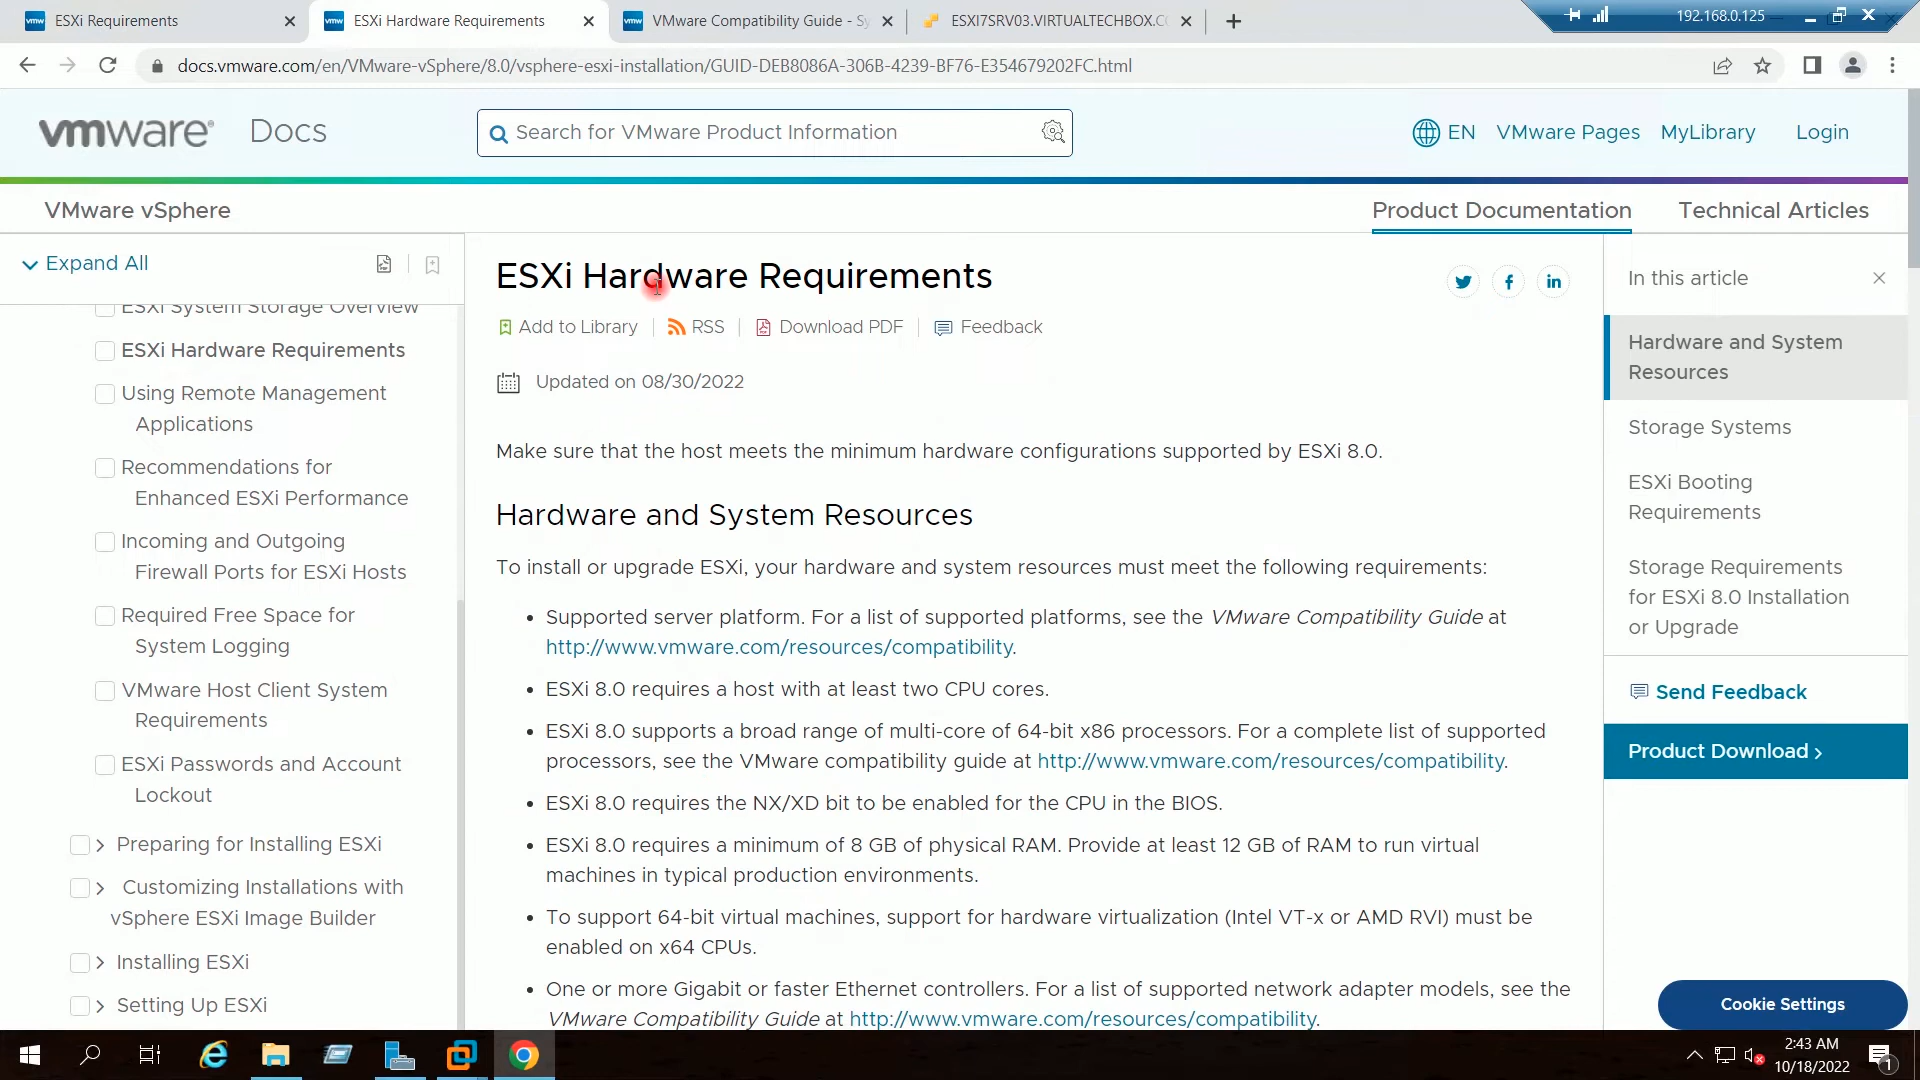 ESXi Requirements
ESXi Hardware Requirements
VMware Compatibility Guide - Sy
ESXI7SRV03.VIRTUALTECHBOX.CO
192.168.0.125
docs.vmware.com/en/VMware-vSphere/8.0/vsphere-esxi-installation/GUID-DEB8086A-306B-4239-BF76-E354679202FC.html
vmware Docs
Search for VMware Product Information
EN VMware Pages MyLibrary Login
VMware vSphere
Product Documentation Technical Articles
Expand All
ESXi System Storage Overview
ESXi Hardware Requirements
Using Remote Management
Applications
Recommendations for
Enhanced ESXi Performance
Incoming and Outgoing
Firewall Ports for ESXi Hosts
Required Free Space for
System Logging
VMware Host Client System
Requirements
ESXi Passwords and Account
Lockout
Preparing for Installing ESXi
Customizing Installations with
vSphere ESXi Image Builder
Installing ESXi
Setting Up ESXi
ESXi Hardware Requirements
Add to Library RSS Download PDF Feedback
Updated on 08/30/2022
Make sure that the host meets the minimum hardware configurations supported by ESXi 8.0.
Hardware and System Resources
To install or upgrade ESXi, your hardware and system resources must meet the following requirements:
• Supported server platform. For a list of supported platforms, see the VMware Compatibility Guide at
http://www.vmware.com/resources/compatibility.
• ESXi 8.0 requires a host with at least two CPU cores.
• ESXi 8.0 supports a broad range of multi-core of 64-bit x86 processors. For a complete list of supported
processors, see the VMware compatibility guide at http://www.vmware.com/resources/compatibility.
• ESXi 8.0 requires the NX/XD bit to be enabled for the CPU in the BIOS.
• ESXi 8.0 requires a minimum of 8 GB of physical RAM. Provide at least 12 GB of RAM to run virtual
machines in typical production environments.
• To support 64-bit virtual machines, support for hardware virtualization (Intel VT-x or AMD RVI) must be
enabled on x64 CPUs.
• One or more Gigabit or faster Ethernet controllers. For a list of supported network adapter models, see the
VMware Compatibility Guide at http://www.vmware.com/resources/compatibility.
In this article
Hardware and System
Resources
Storage Systems
ESXi Booting
Requirements
Storage Requirements
for ESXi 8.0 Installation
or Upgrade
Send Feedback
Product Download
Cookie Settings
2:43 AM
10/18/2022
1